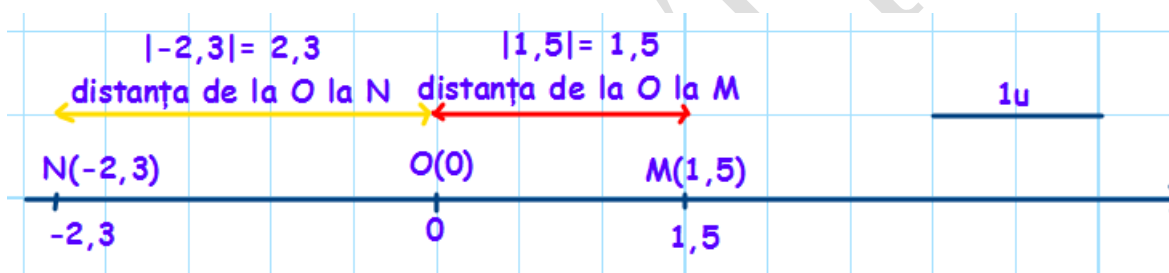 |-2,3|= 2,3 |1,5|= 1,5
distanța de la O la N distanța de la O la M
1u
N(-2,3) O(0) M(1,5)
-2,3 0 1,5